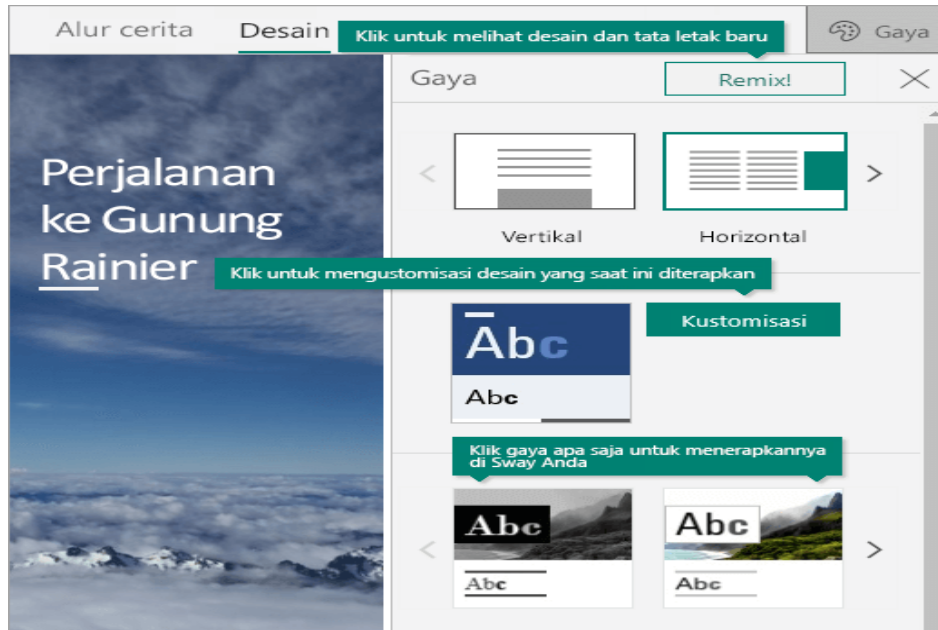 Alur cerita
Desain
Klik untuk melihat desain dan tata letak baru
Gaya
Gaya
Remix!
Perjalanan
ke Gunung
Rainier
Vertikal
Horizontal
Klik untuk mengustomisasi desain yang saat ini diterapkan
Kustomisasi
Abc
Abc
Klik gaya apa saja untuk menerapkannya
di Sway Anda
Abc
Abc
Abc
Abc